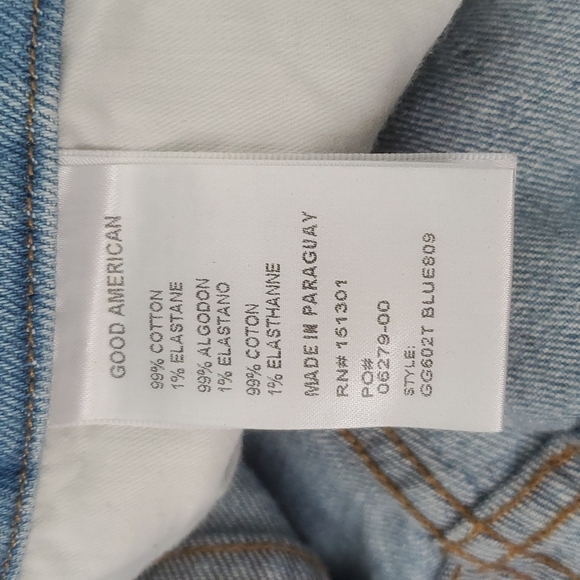 GOOD AMERICAN
99% COTTON
1% ELASTANE
99% ALGODON
1% ELASTANO
99% COTON
1% ELASTHANNE
MADE IN PARAGUAY
RN# 151301
PO#
06279-00
STYLE:
GG602T BLUE809